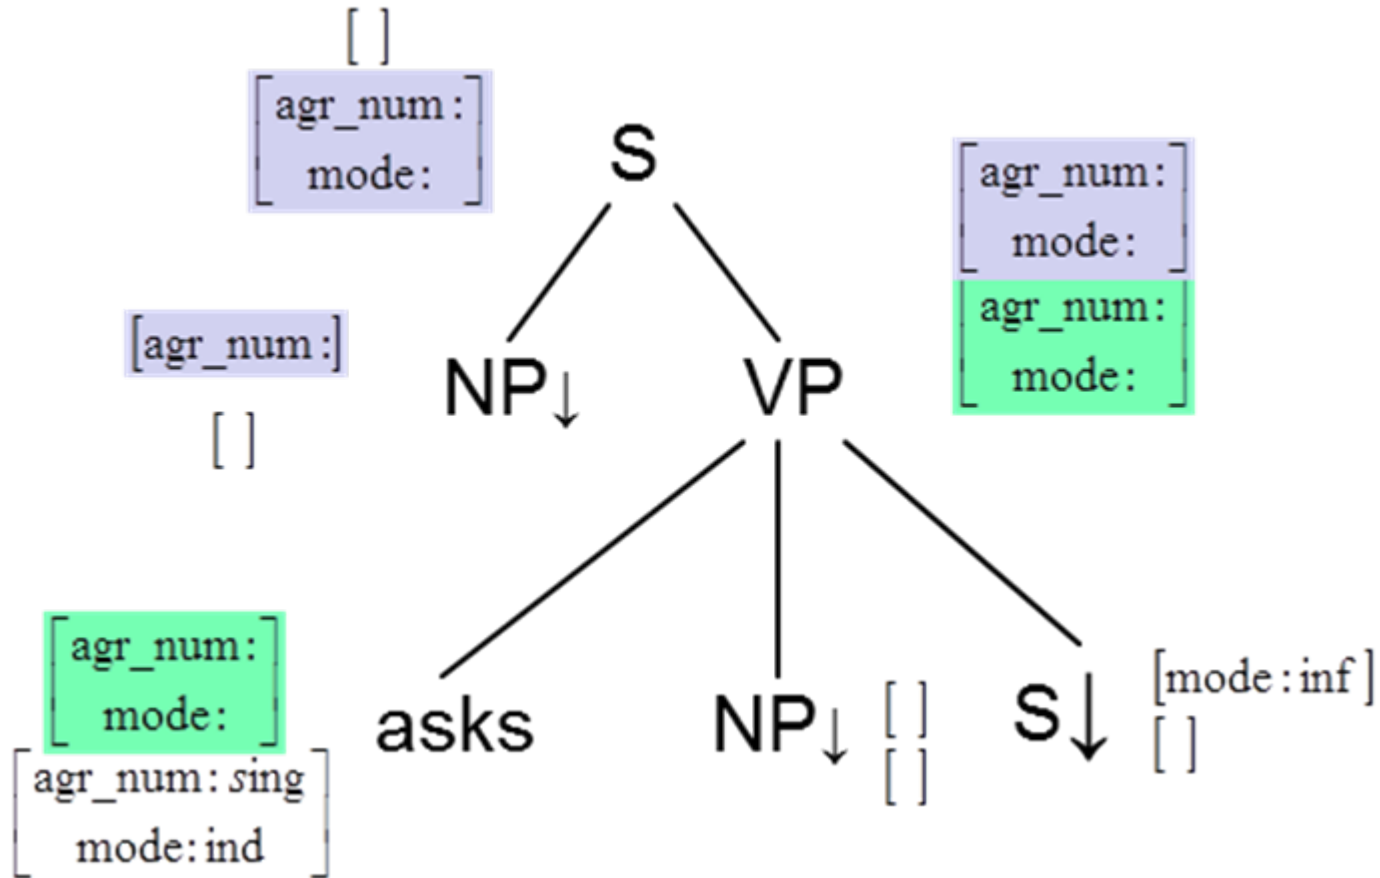 [ ]
[agr_num:
mode: ]
S
[agr_num:
mode: ]
[agr_num:
mode: ]
[agr_num:]
[ ]
NP↓
VP
[agr_num:
mode: ]
[agr_num: sing
mode: ind]
asks
NP↓
[ ]
[ ]
S↓
[mode: inf]
[ ]